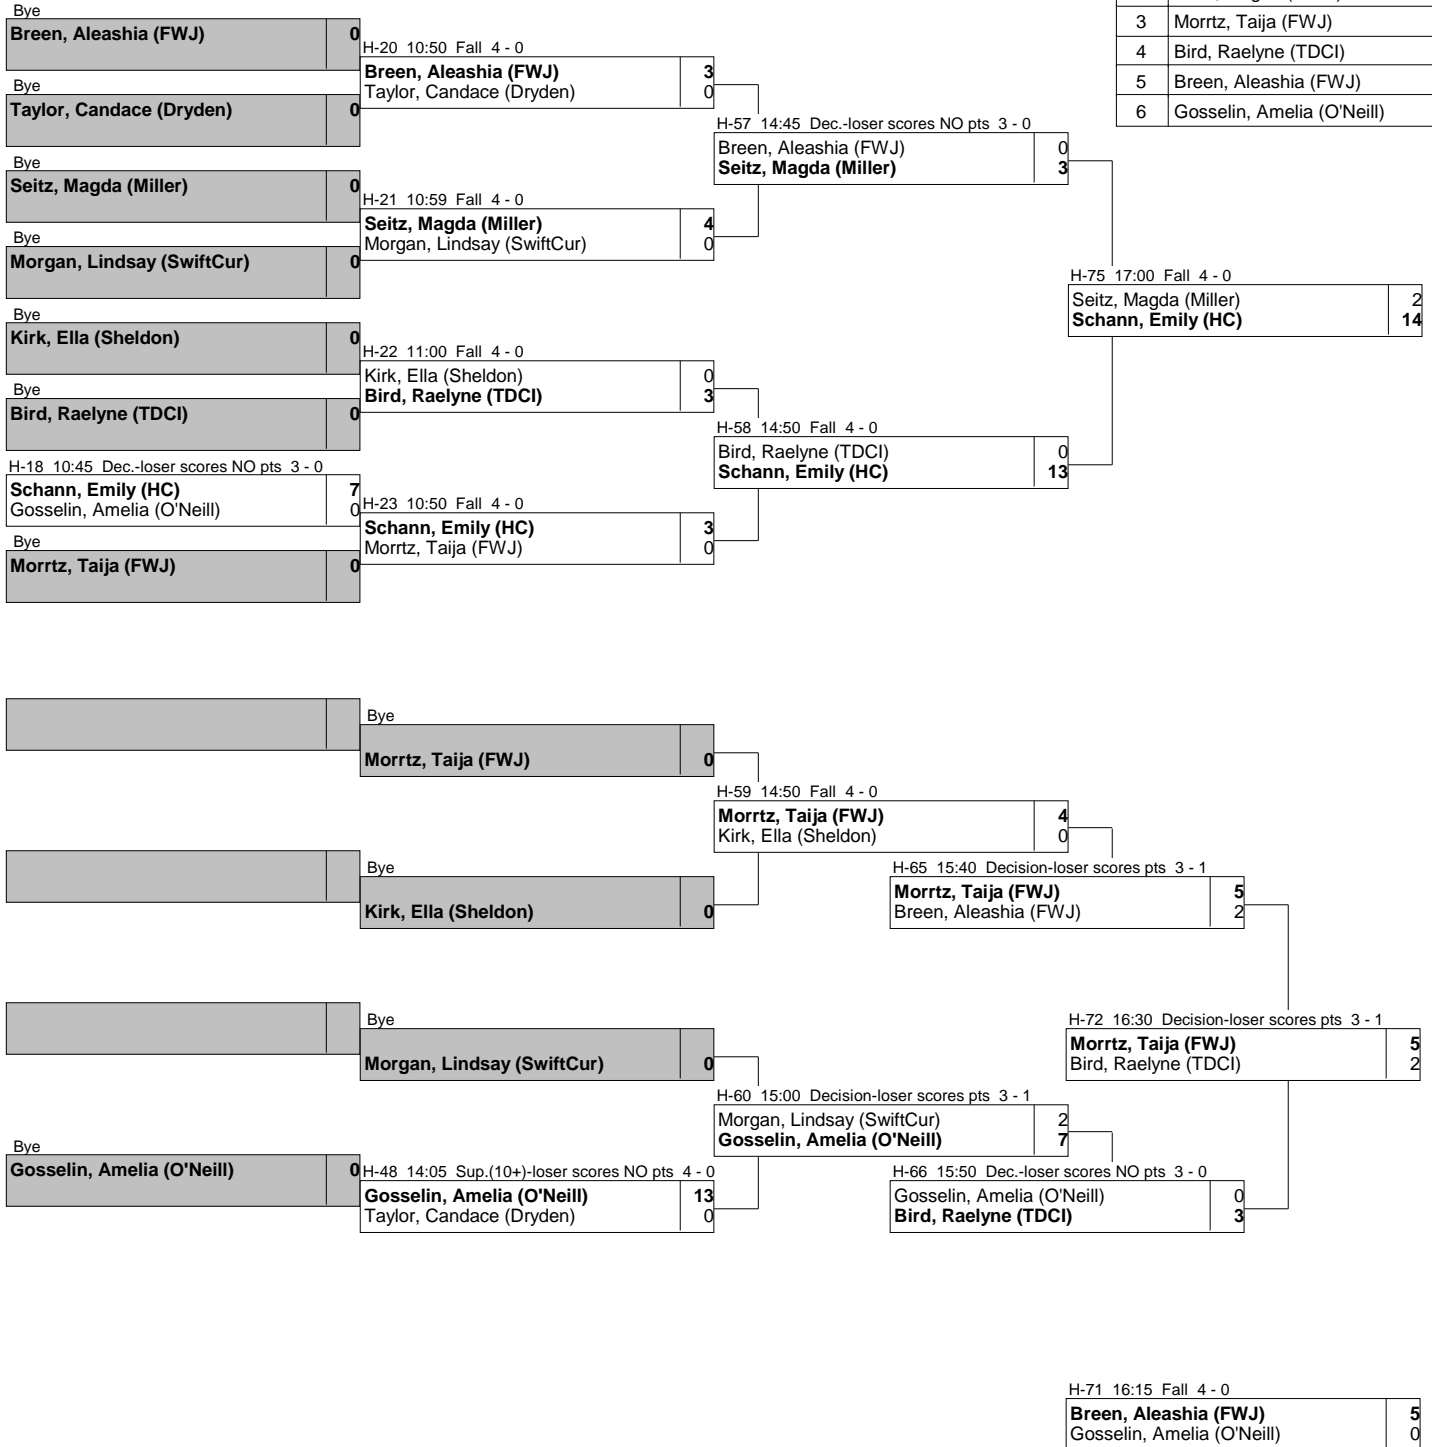 Bye
Breen, Aleashia (FWJ) 0
Bye
Taylor, Candace (Dryden) 0
Bye
Seitz, Magda (Miller) 0
Bye
Morgan, Lindsay (SwiftCur) 0
Bye
Kirk, Ella (Sheldon) 0
Bye
Bird, Raelyne (TDCI) 0
H-18 10:45 Dec.-loser scores NO pts 3 - 0
Schann, Emily (HC) 7
Gosselin, Amelia (O'Neill) 0
Bye
Morrtz, Taija (FWJ) 0
H-20 10:50 Fall 4 - 0
Breen, Aleashia (FWJ) 3
Taylor, Candace (Dryden) 0
H-21 10:59 Fall 4 - 0
Seitz, Magda (Miller) 4
Morgan, Lindsay (SwiftCur) 0
H-22 11:00 Fall 4 - 0
Kirk, Ella (Sheldon) 0
Bird, Raelyne (TDCI) 3
H-23 10:50 Fall 4 - 0
Schann, Emily (HC) 3
Morrtz, Taija (FWJ) 0
H-57 14:45 Dec.-loser scores NO pts 3 - 0
Breen, Aleashia (FWJ) 0
Seitz, Magda (Miller) 3
H-58 14:50 Fall 4 - 0
Bird, Raelyne (TDCI) 0
Schann, Emily (HC) 13
H-75 17:00 Fall 4 - 0
Seitz, Magda (Miller) 2
Schann, Emily (HC) 14
3 Morrtz, Taija (FWJ)
4 Bird, Raelyne (TDCI)
5 Breen, Aleashia (FWJ)
6 Gosselin, Amelia (O'Neill)
Bye
Morrtz, Taija (FWJ) 0
Bye
Kirk, Ella (Sheldon) 0
Bye
Morgan, Lindsay (SwiftCur) 0
Bye
Gosselin, Amelia (O'Neill) 0
H-48 14:05 Sup.(10+)-loser scores NO pts 4 - 0
Gosselin, Amelia (O'Neill) 13
Taylor, Candace (Dryden) 0
H-59 14:50 Fall 4 - 0
Morrtz, Taija (FWJ) 4
Kirk, Ella (Sheldon) 0
H-60 15:00 Decision-loser scores pts 3 - 1
Morgan, Lindsay (SwiftCur) 2
Gosselin, Amelia (O'Neill) 7
H-65 15:40 Decision-loser scores pts 3 - 1
Morrtz, Taija (FWJ) 5
Breen, Aleashia (FWJ) 2
H-66 15:50 Dec.-loser scores NO pts 3 - 0
Gosselin, Amelia (O'Neill) 0
Bird, Raelyne (TDCI) 3
H-72 16:30 Decision-loser scores pts 3 - 1
Morrtz, Taija (FWJ) 5
Bird, Raelyne (TDCI) 2
H-71 16:15 Fall 4 - 0
Breen, Aleashia (FWJ) 5
Gosselin, Amelia (O'Neill) 0